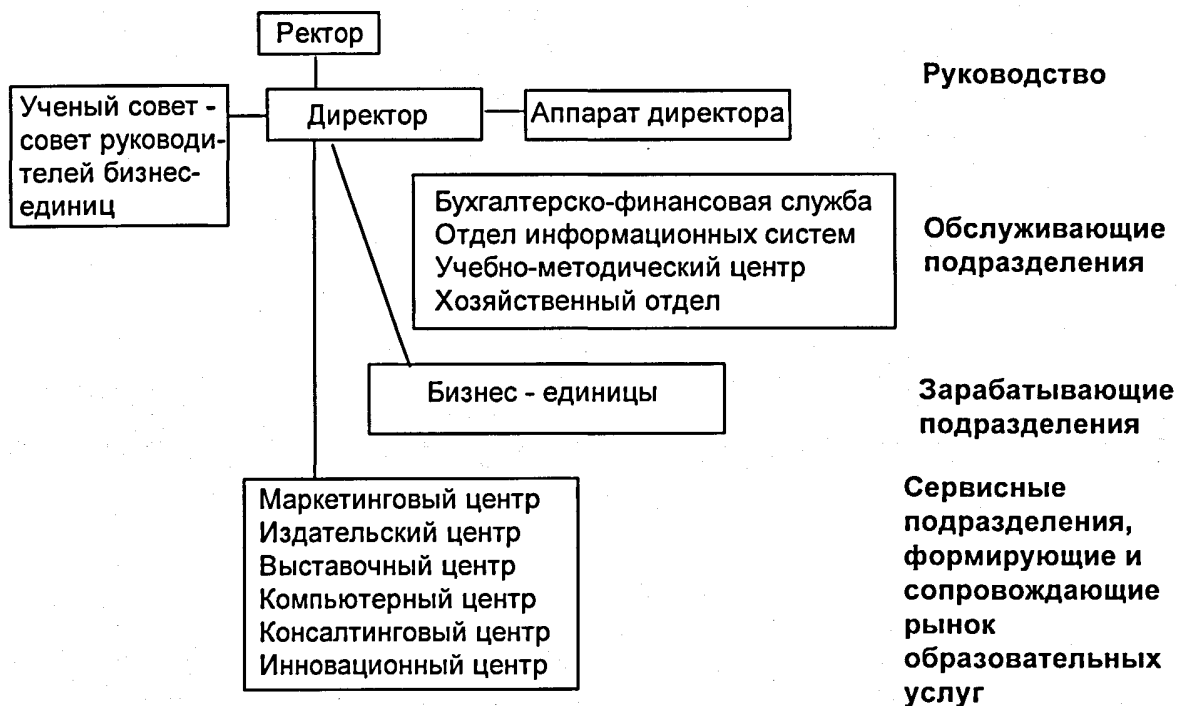 Ректор
Руководство
Ученый совет -
совет руководи-
телей бизнес-
единиц
Директор
Аппарат директора
Бухгалтерско-финансовая служба
Отдел информационных систем
Учебно-методический центр
Хозяйственный отдел
Обслуживающие
подразделения
Бизнес - единицы
Зарабатывающие
подразделения
Маркетинговый центр
Издательский центр
Выставочный центр
Компьютерный центр
Консалтинговый центр
Инновационный центр
Сервисные
подразделения,
формирующие и
сопровождающие
рынок
образовательных
услуг